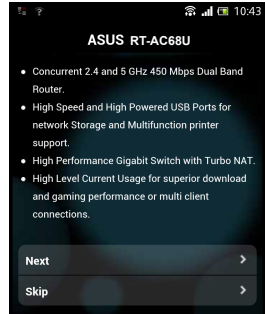 ? 10:43
ASUS RT-AC68U
● Concurrent 2.4 and 5 GHz 450 Mbps Dual Band
Router.
● High Speed and High Powered USB Ports for
network Storage and Multifunction printer
support.
● High Performance Gigabit Switch with Turbo NAT.
● High Level Current Usage for superior download
and gaming performance or multi client
connections.
Next
Skip